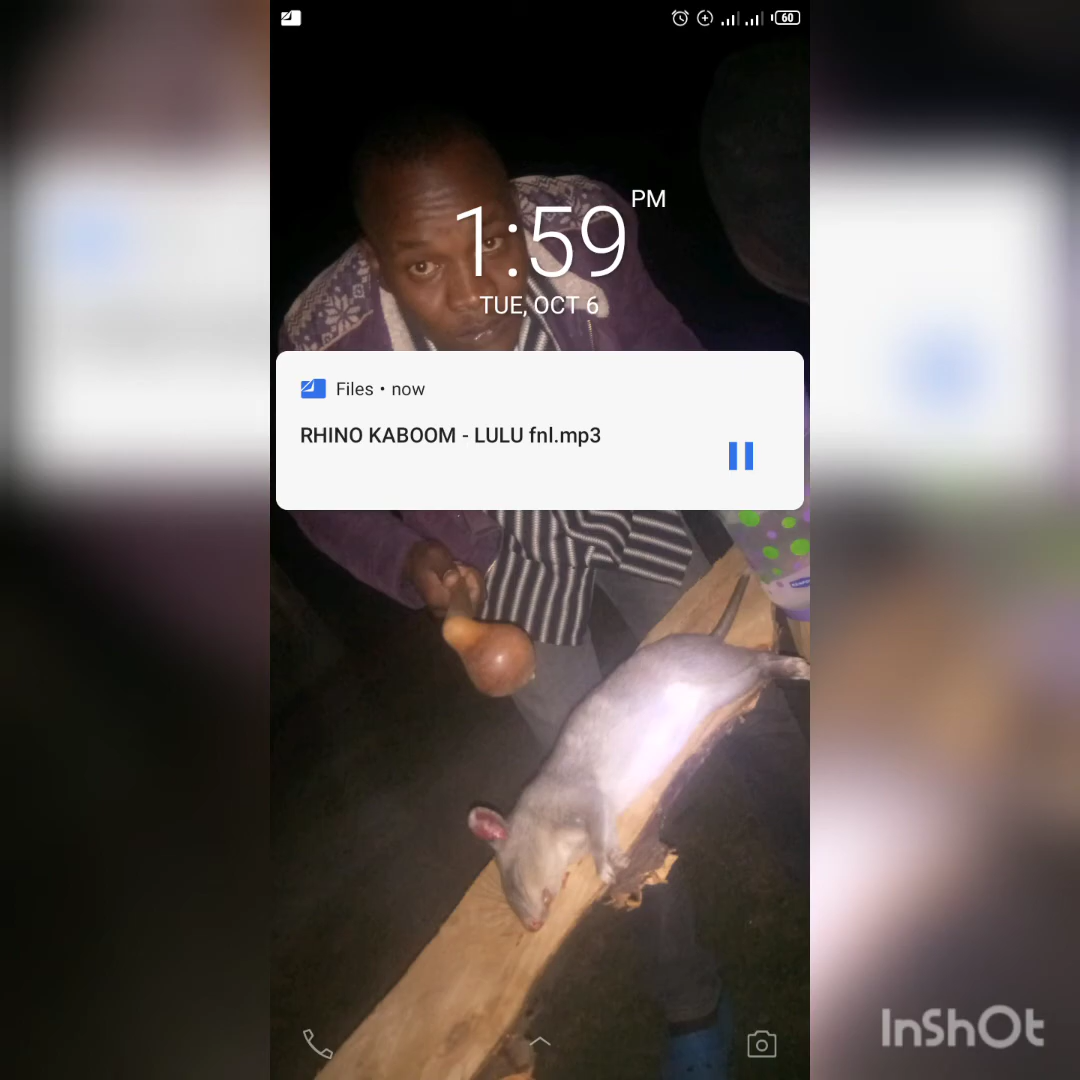 60
PM
1:59
TUE, OCT 6
Files • now
RHINO KABOOM - LULU fnl.mp3
InShOt